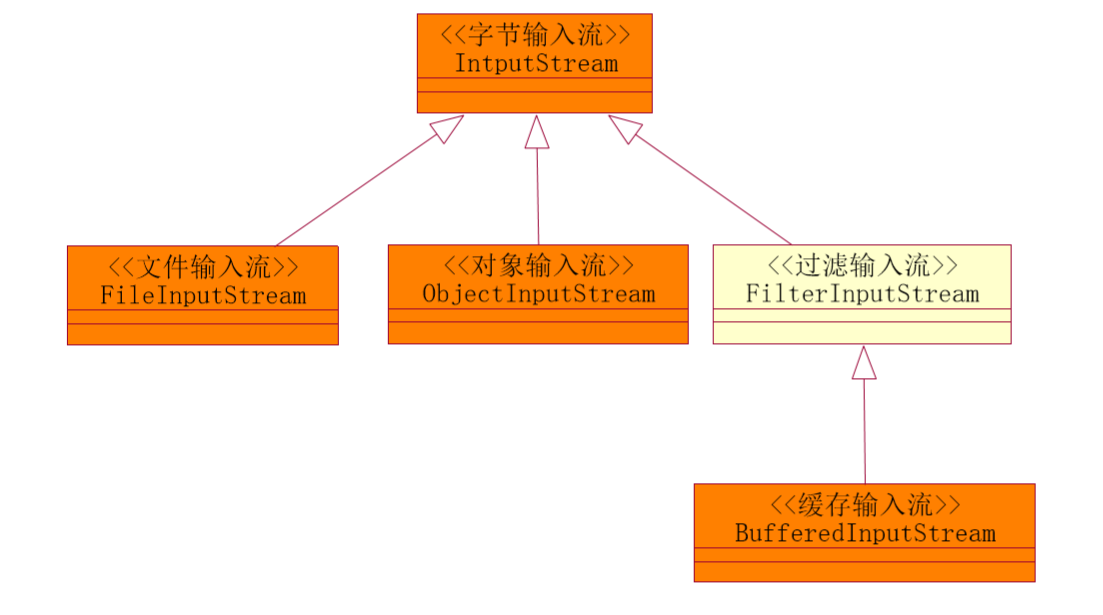 <<字节输入流>>
IntputStream
<<文件输入流>>
FileInputStream
<<对象输入流>>
ObjectInputStream
<<过滤输入流>>
FilterInputStream
<<缓存输入流>>
BufferedInputStream